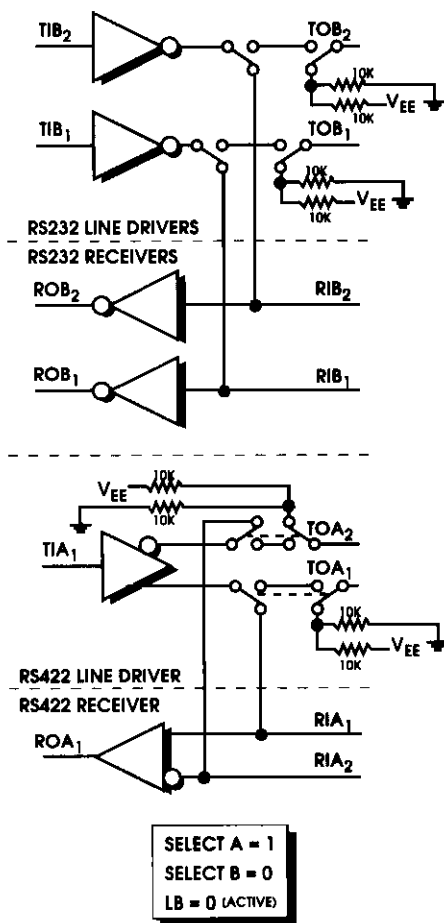 TIB2
TOB2
10K
10K
VEE
TIB1
TOB1
10K
10K
VEE
RS232 LINE DRIVERS
RS232 RECEIVERS
ROB2
RIB2
ROB1
RIB1
10K
VEE
10K
TIA1
TOA2
TOA1
10K
10K
VEE
RS422 LINE DRIVER
RS422 RECEIVER
ROA1
RIA1
RIA2
SELECT A = 1
SELECT B = 0
LB = 0 (ACTIVE)